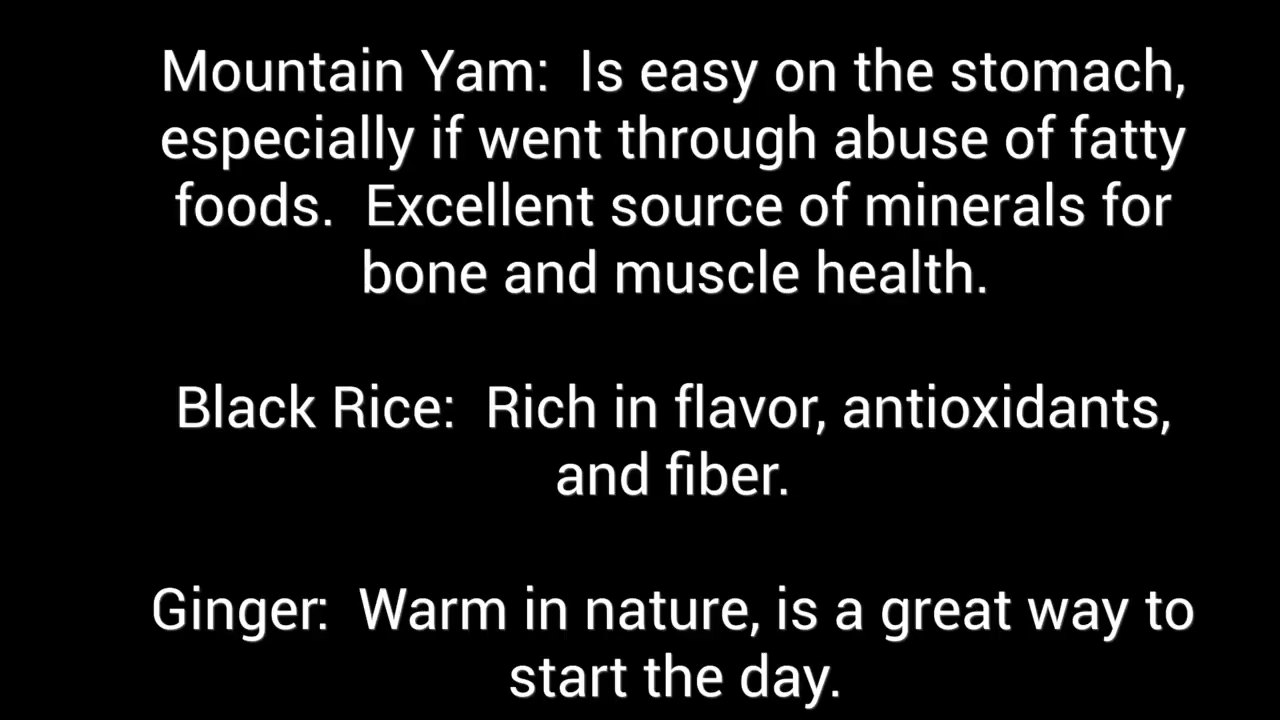 Mountain Yam:  Is easy on the stomach,
especially if went through abuse of fatty
foods.  Excellent source of minerals for
bone and muscle health.
Black Rice:  Rich in flavor, antioxidants,
and fiber.
Ginger:  Warm in nature, is a great way to
start the day.